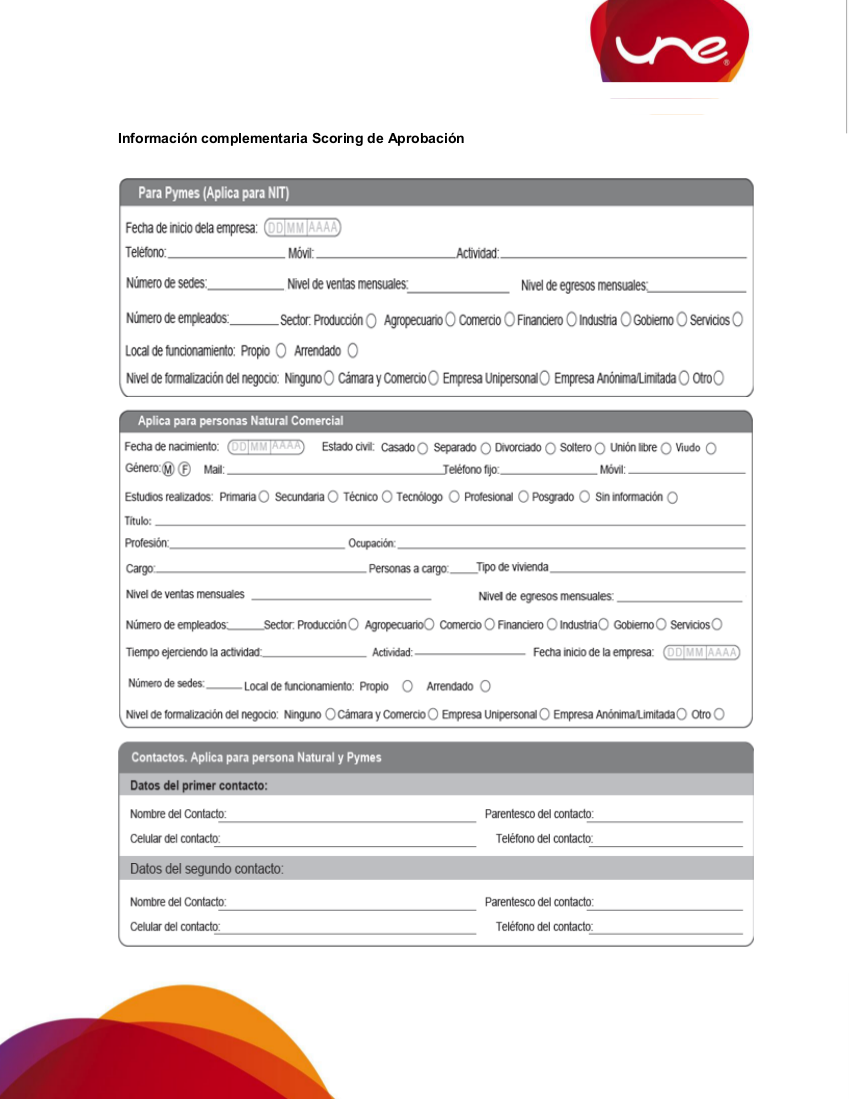 une®
Información complementaria Scoring de Aprobación
Para Pymes (Aplica para NIT)
Fecha de inicio dela empresa: DD MM AAAA
Teléfono: Móvil: Actividad:
Número de sedes: Nivel de ventas mensuales: Nivel de egresos mensuales:
Número de empleados: Sector: Producción Agropecuario Comercio Financiero Industria Gobierno Servicios
Local de funcionamiento: Propio Arrendado
Nivel de formalización del negocio: Ninguno Cámara y Comercio Empresa Unipersonal Empresa Anónima/Limitada Otro
Aplica para personas Natural Comercial
Fecha de nacimiento: DD MM AAAA Estado civil: Casado Separado Divorciado Soltero Unión libre Viudo
Género: M F Mail: Teléfono fijo: Móvil:
Estudios realizados: Primaria Secundaria Técnico Tecnólogo Profesional Posgrado Sin información
Título:
Profesión: Ocupación:
Cargo: Personas a cargo: Tipo de vivienda
Nivel de ventas mensuales Nivel de egresos mensuales:
Número de empleados: Sector: Producción Agropecuario Comercio Financiero Industria Gobierno Servicios
Tiempo ejerciendo la actividad: Actividad: Fecha inicio de la empresa: DD MM AAAA
Número de sedes: Local de funcionamiento: Propio Arrendado
Nivel de formalización del negocio: Ninguno Cámara y Comercio Empresa Unipersonal Empresa Anónima/Limitada Otro
Contactos. Aplica para persona Natural y Pymes
Datos del primer contacto:
Nombre del Contacto: Parentesco del contacto:
Celular del contacto: Teléfono del contacto:
Datos del segundo contacto:
Nombre del Contacto: Parentesco del contacto:
Celular del contacto: Teléfono del contacto: